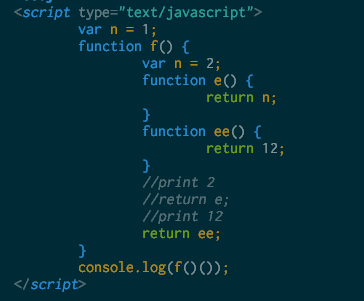 <script type="text/javascript">
var n = 1;
function f() {
var n = 2;
function e() {
return n;
}
function ee() {
return 12;
}
//print 2
//return e;
//print 12
return ee;
}
console.log(f()());
</script>